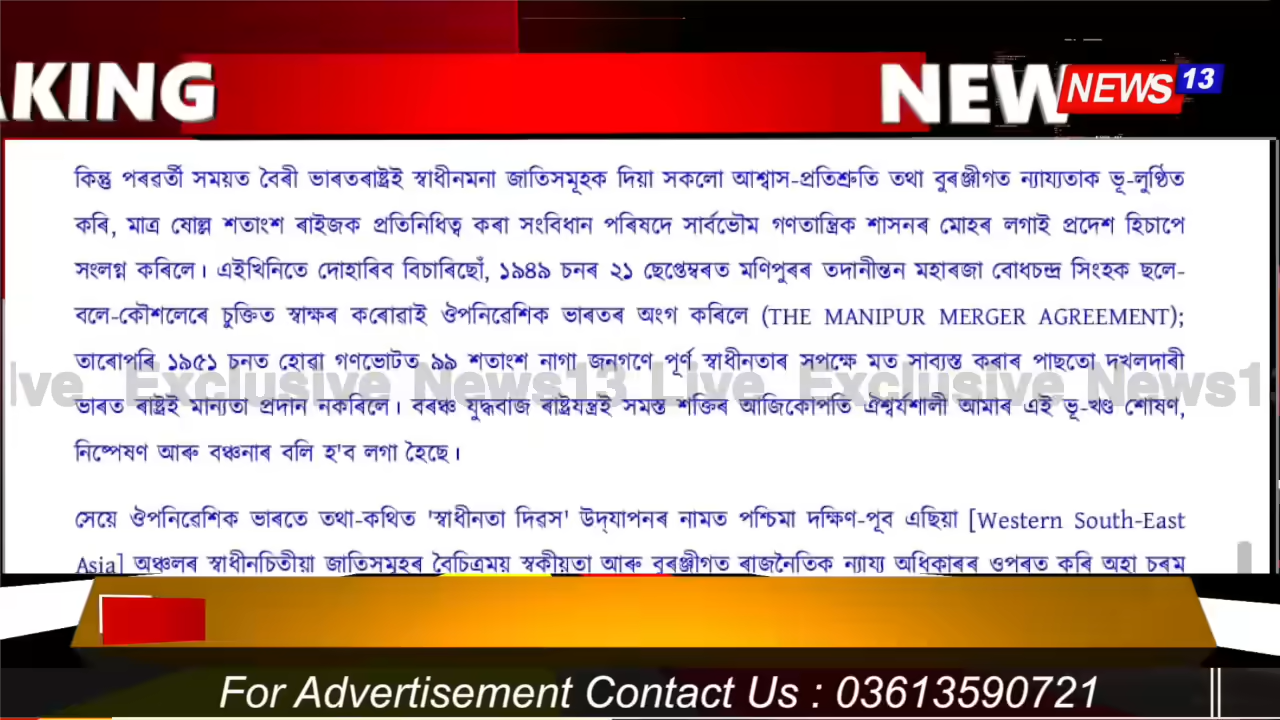 AKING
NEW
NEWS 13
কিন্তু পৰৱৰ্তী সময়ত বৈৰী ভাৰতৰাষ্ট্ৰই স্বাধীনমনা জাতিসমূহক দিয়া সকলো আশ্বাস-প্ৰতিশ্ৰুতি তথা বুৰঞ্জীগত ন্যায্যতাক ভূ-লুণ্ঠিত
কৰি, মাত্ৰ ষোল্ল শতাংশ ৰাইজক প্ৰতিনিধিত্ব কৰা সংবিধান পৰিষদে সাৰ্বভৌম গণতান্ত্ৰিক শাসনৰ মোহৰ লগাই প্ৰদেশ হিচাপে
সংলগ্ন কৰিলে। এইখিনিতে দোহাৰিব বিচাৰিছোঁ, ১৯৪৯ চনৰ ২১ ছেপ্তেম্বৰত মণিপুৰৰ তদানীন্তন মহাৰজা বোধচন্দ্ৰ সিংহক ছলে-
বলে-কৌশলেৰে চুক্তিত স্বাক্ষৰ কৰোৱাই ঔপনিৱেশিক ভাৰতৰ অংগ কৰিলে (THE MANIPUR MERGER AGREEMENT);
তাৰোপৰি ১৯৫১ চনত হোৱা গণভোটত ৯৯ শতাংশ নাগা জনগণে পূৰ্ণ স্বাধীনতাৰ সপক্ষে মত সাব্যস্ত কৰাৰ পাছতো দখলদাৰী
ive Exclusive News13 Live Exclusive News1
ভাৰত ৰাষ্ট্ৰই মান্যতা প্ৰদান নকৰিলে। বৰঞ্চ যুদ্ধবাজ ৰাষ্ট্ৰযন্ত্ৰই সমস্ত শক্তিৰ আজিকোপতি ঐশ্বৰ্যশালী আমাৰ এই ভূ-খণ্ড শোষণ,
নিষ্পেষণ আৰু বঞ্চনাৰ বলি হ'ব লগা হৈছে।
সেয়ে ঔপনিৱেশিক ভাৰতে তথা-কথিত 'স্বাধীনতা দিৱস' উদ্‌যাপনৰ নামত পশ্চিমা দক্ষিণ-পূব এছিয়া [Western South-East
Asia] অঞ্চলৰ স্বাধীনচিতীয়া জাতিসমূহৰ বৈচিত্ৰময় স্বকীয়তা আৰু বুৰঞ্জীগত ৰাজনৈতিক ন্যায্য অধিকাৰৰ ওপৰত কৰি অহা চৰম
For Advertisement Contact Us : 03613590721